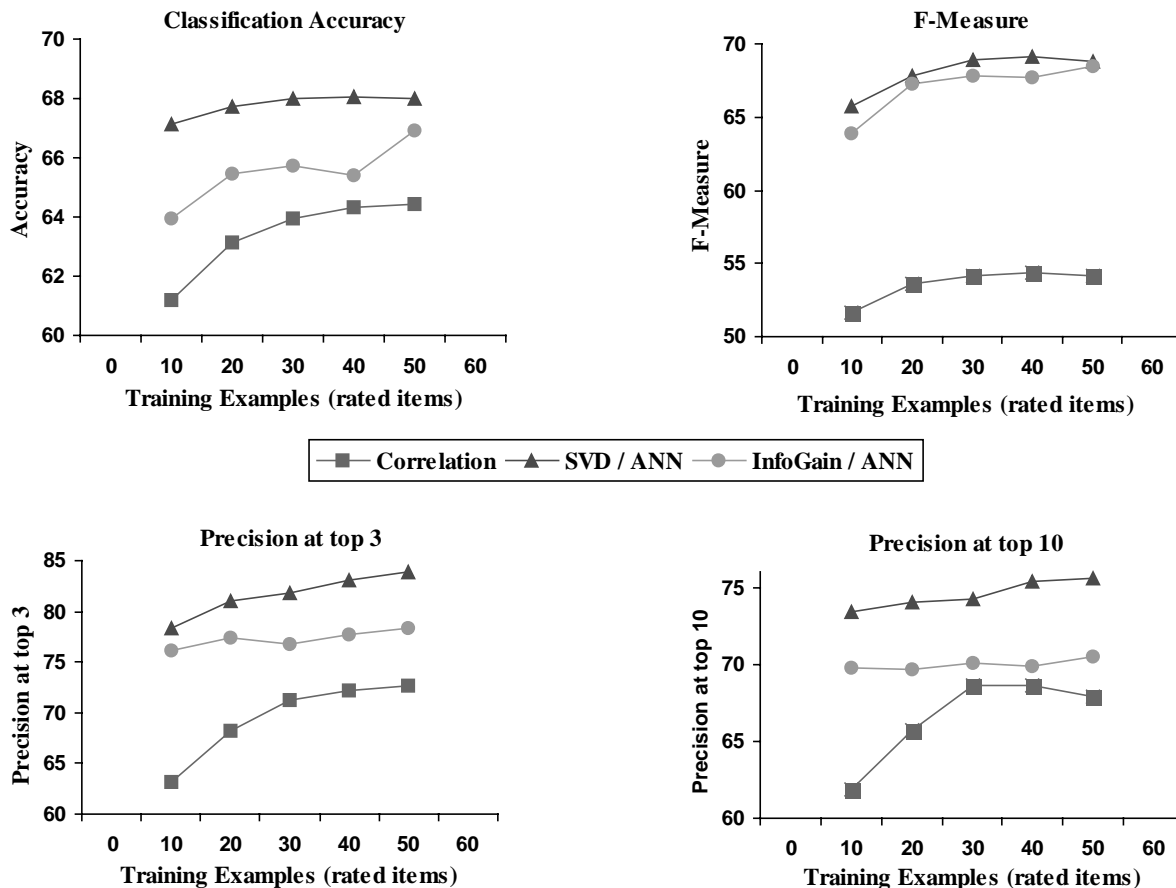 Classification Accuracy
70
68
66
64
62
60
Accuracy
0 10 20 30 40 50 60
Training Examples (rated items)
F-Measure
70
65
60
55
50
F-Measure
0 10 20 30 40 50 60
Training Examples (rated items)
Correlation SVD / ANN InfoGain / ANN
Precision at top 3
85
80
75
70
65
60
Precision at top 3
0 10 20 30 40 50 60
Training Examples (rated items)
Precision at top 10
75
70
65
60
Precision at top 10
0 10 20 30 40 50 60
Training Examples (rated items)